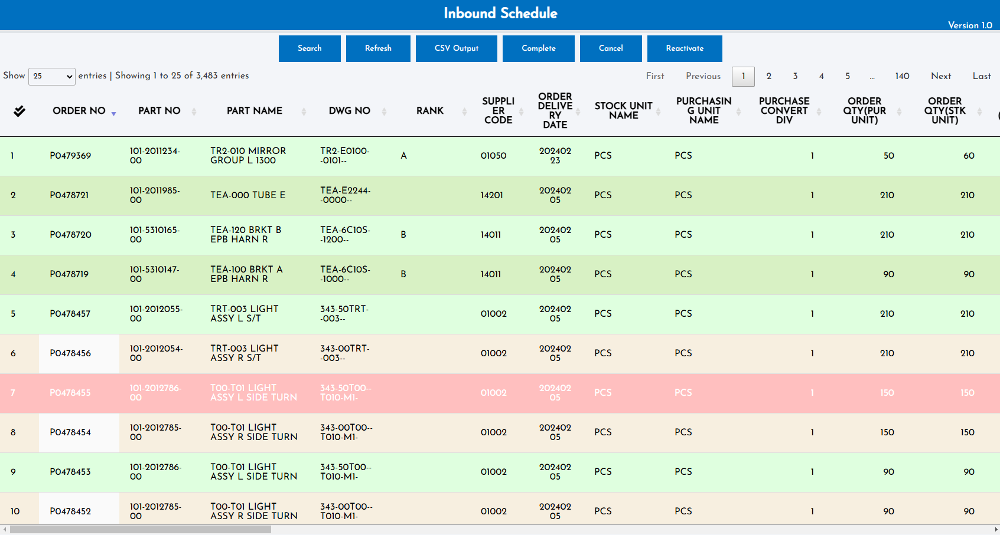 Inbound Schedule
Version 1.0
Search Refresh CSV Output Complete Cancel Reactivate
Show 25 entries | Showing 1 to 25 of 3,483 entries
First Previous 1 2 3 4 5 ... 140 Next Last
ORDER NO PART NO PART NAME DWG NO RANK SUPPLI ER CODE ORDER DELIVE RY DATE STOCK UNIT NAME PURCHASIN G UNIT NAME PURCHASE CONVERT DIV ORDER QTY(PUR UNIT) ORDER QTY(STK UNIT)
1 P0479369 101-2011234-00 TR2-010 MIRROR GROUP L 1300 TR2-E0100--0101-- A 01050 20240223 PCS PCS 1 50 60
2 P0478721 101-2011985-00 TEA-000 TUBE E TEA-E2244--0000-- 14201 20240205 PCS PCS 1 210 210
3 P0478720 101-5310165-00 TEA-120 BRKT B EPB HARN R TEA-6C10S--1200-- B 14011 20240205 PCS PCS 1 210 210
4 P0478719 101-5310147-00 TEA-100 BRKT A EPB HARN R TEA-6C10S--1000-- B 14011 20240205 PCS PCS 1 90 90
5 P0478457 101-2012055-00 TRT-003 LIGHT ASSY L S/T 343-50TRT--003-- 01002 20240205 PCS PCS 1 210 210
6 P0478456 101-2012054-00 TRT-003 LIGHT ASSY R S/T 343-00TRT--003-- 01002 20240205 PCS PCS 1 210 210
7 P0478455 101-2012786-00 T00-T01 LIGHT ASSY L SIDE TURN 343-50T00--T010-M1- 01002 20240205 PCS PCS 1 150 150
8 P0478454 101-2012785-00 T00-T01 LIGHT ASSY R SIDE TURN 343-00T00--T010-M1- 01002 20240205 PCS PCS 1 150 150
9 P0478453 101-2012786-00 T00-T01 LIGHT ASSY L SIDE TURN 343-50T00--T010-M1- 01002 20240205 PCS PCS 1 90 90
10 P0478452 101-2012785-00 T00-T01 LIGHT ASSY R SIDE TURN 343-00T00--T010-M1- 01002 20240205 PCS PCS 1 90 90